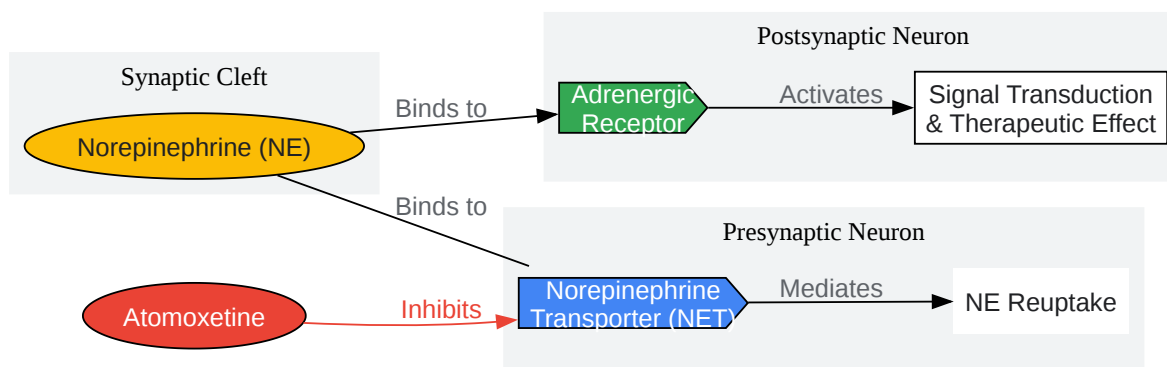 Postsynaptic Neuron
Synaptic Cleft
Binds to
Adrenergic
Receptor
Activates
Signal Transduction
& Therapeutic Effect
Norepinephrine (NE)
Binds to
Presynaptic Neuron
Atomoxetine
Inhibits
Norepinephrine
Transporter (NET)
Mediates
NE Reuptake